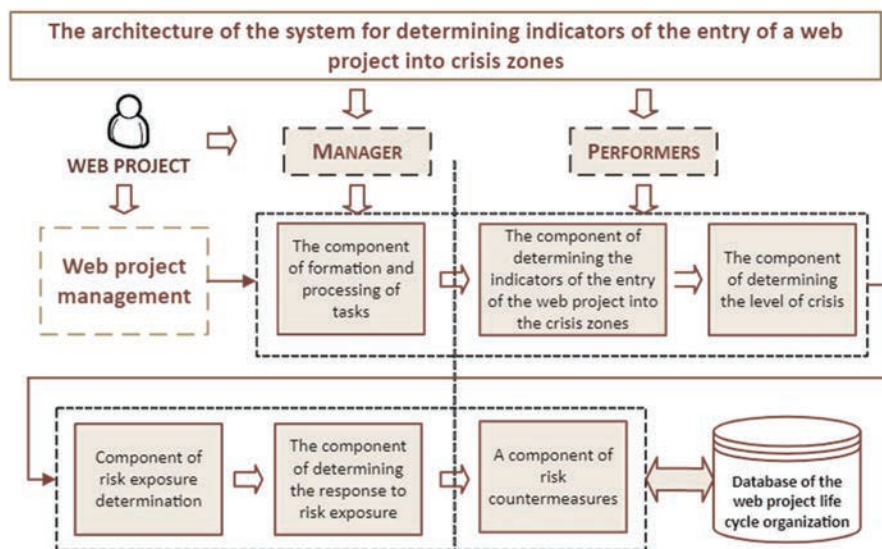 The architecture of the system for determining indicators of the entry of a web
project into crisis zones
WEB PROJECT
MANAGER
PERFORMERS
Web project
management
The component
of formation and
processing of
tasks
The component of
determining the
indicators of the entry
of the web project into
the crisis zones
The component
of determining
the level of crisis
Component of
risk exposure
determination
The component
of determining
the response to
risk exposure
A component of
risk
countermeasures
Database of the
web project life
cycle organization